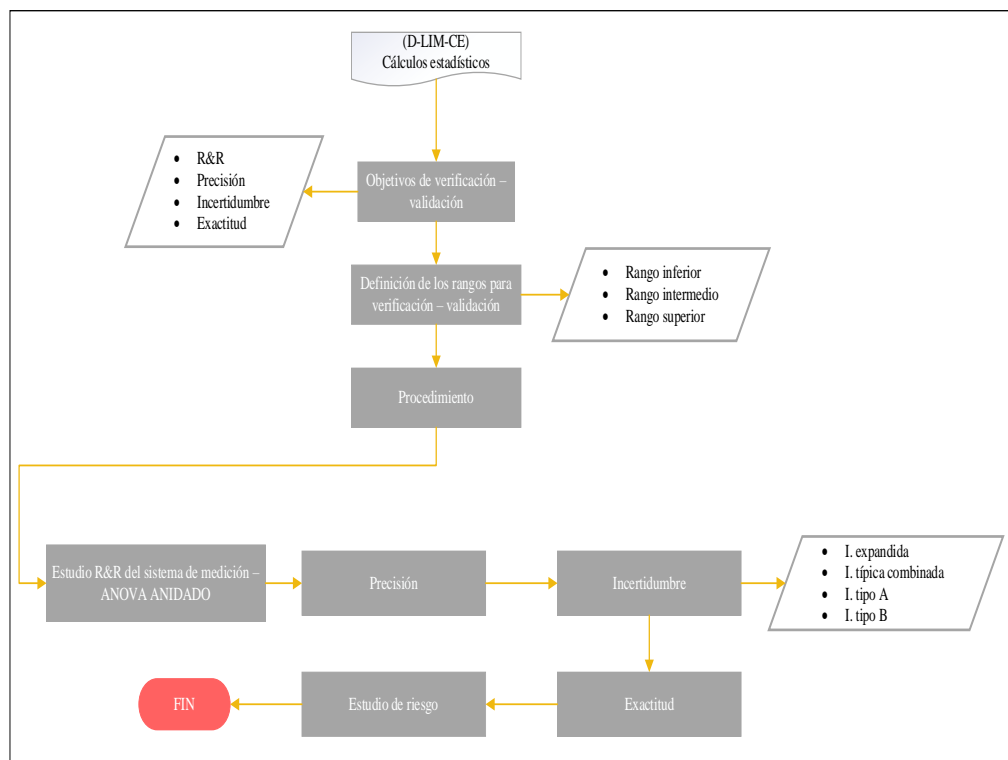 (D-LIM-CE)
Cálculos estadísticos
Objetivos de verificación –
validación
• R&R
• Precisión
• Incertidumbre
• Exactitud
Definición de los rangos para
verificación – validación
• Rango inferior
• Rango intermedio
• Rango superior
Procedimiento
Estudio R&R del sistema de medición –
ANOVA ANIDADO
Precisión
Incertidumbre
• I. expandida
• I. típica combinada
• I. tipo A
• I. tipo B
Exactitud
Estudio de riesgo
FIN